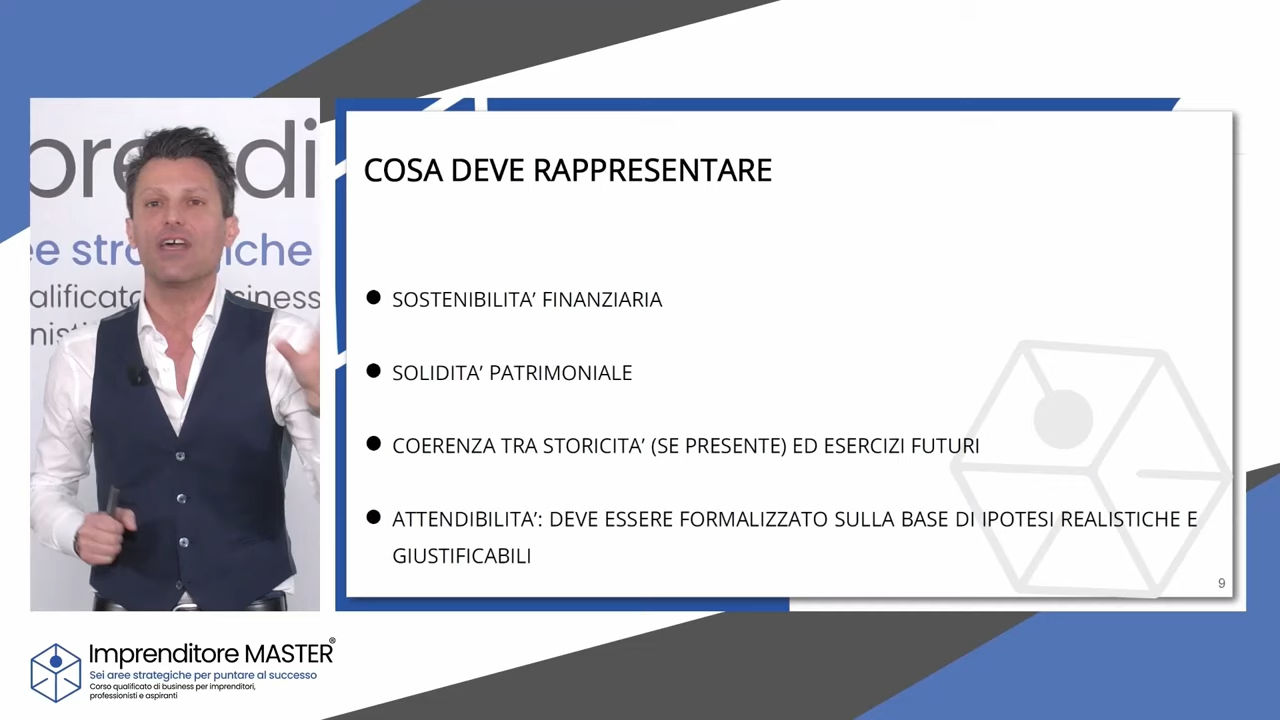 COSA DEVE RAPPRESENTARE
SOSTENIBILITA’ FINANZIARIA
SOLIDITA’ PATRIMONIALE
COERENZA TRA STORICITA’ (SE PRESENTE) ED ESERCIZI FUTURI
ATTENDIBILITA’: DEVE ESSERE FORMALIZZATO SULLA BASE DI IPOTESI REALISTICHE E
GIUSTIFICABILI
9
Imprenditore MASTER®
Sei aree strategiche per puntare al successo
Corso qualificato di business per imprenditori,
professionisti e aspiranti